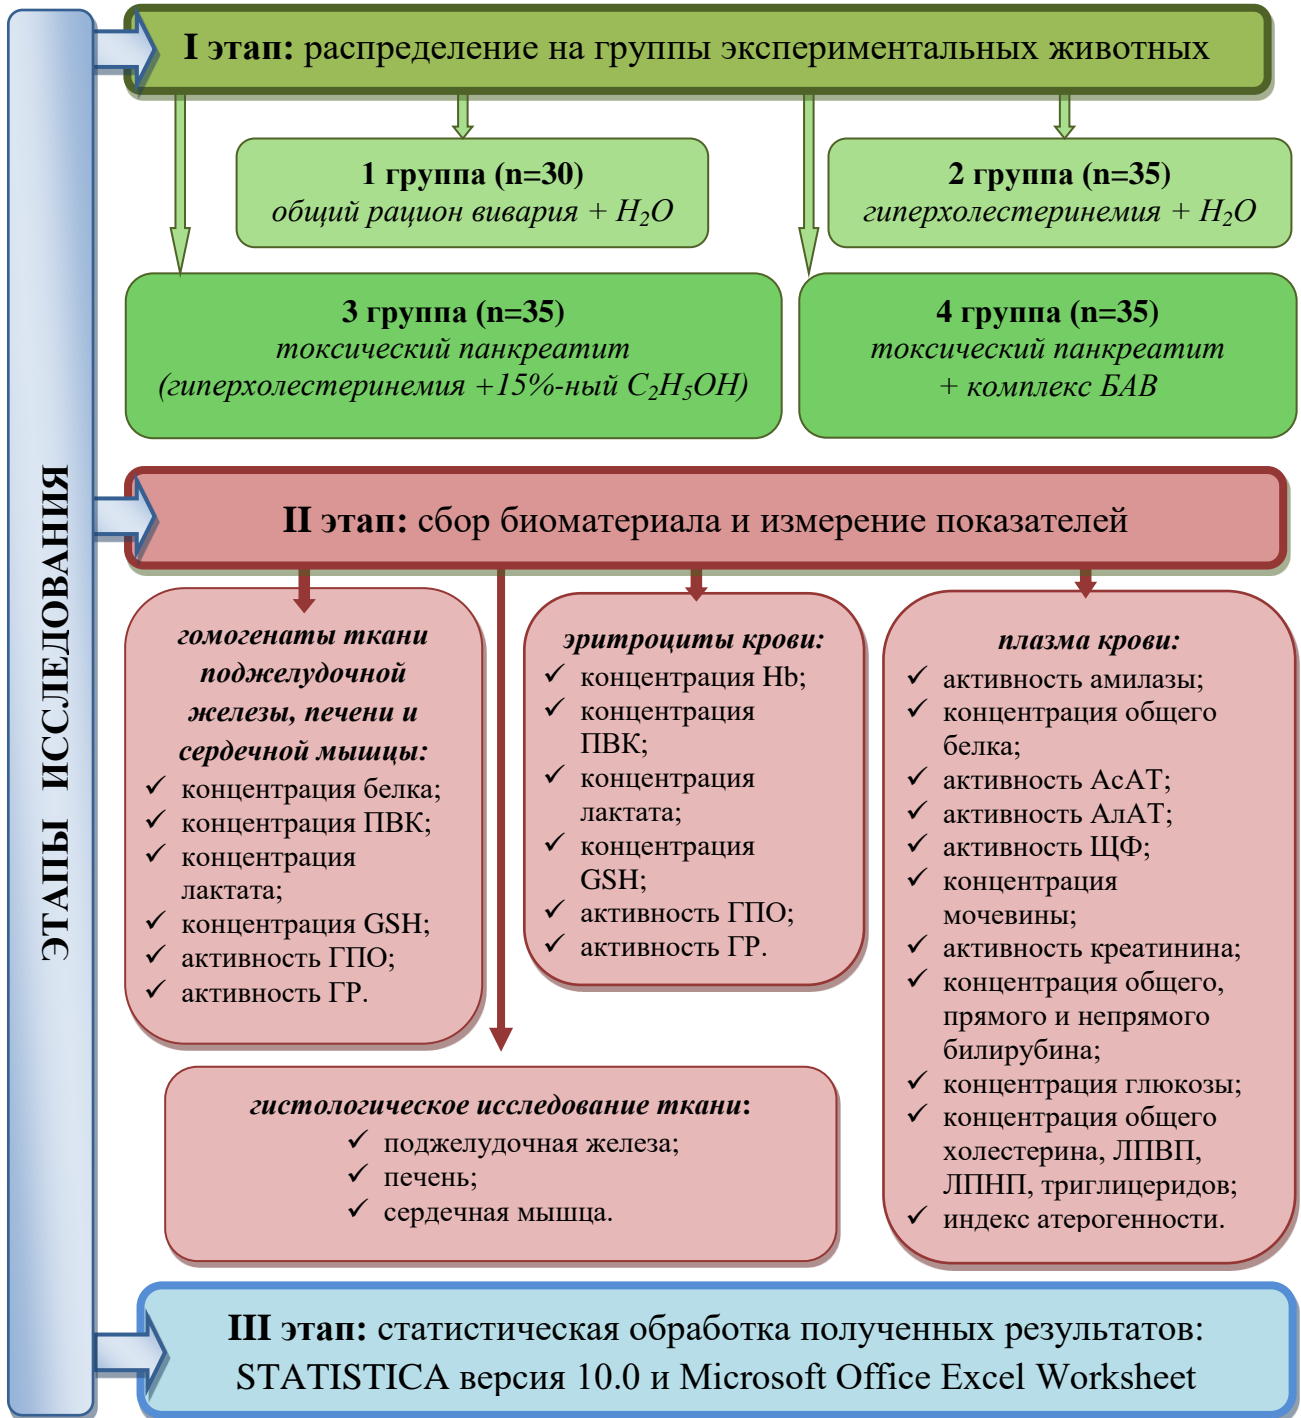 ЭТАПЫ ИССЛЕДОВАНИЯ
I этап: распределение на группы экспериментальных животных
1 группа (n=30)
общий рацион вивария + H₂O
2 группа (n=35)
гиперхолестеринемия + H₂O
3 группа (n=35)
токсический панкреатит
(гиперхолестеринемия +15%-ный C₂H₅OH)
4 группа (n=35)
токсический панкреатит
+ комплекс БАВ
II этап: сбор биоматериала и измерение показателей
гомогенаты ткани
поджелудочной
железы, печени и
сердечной мышцы:
✓ концентрация белка;
✓ концентрация ПВК;
✓ концентрация
лактата;
✓ концентрация GSH;
✓ активность ГПО;
✓ активность ГР.
эритроциты крови:
✓ концентрация Hb;
✓ концентрация
ПВК;
✓ концентрация
лактата;
✓ концентрация
GSH;
✓ активность ГПО;
✓ активность ГР.
плазма крови:
✓ активность амилазы;
✓ концентрация общего
белка;
✓ активность АсАТ;
✓ активность АлАТ;
✓ активность ЩФ;
✓ концентрация
мочевины;
✓ активность креатинина;
✓ концентрация общего,
прямого и непрямого
билирубина;
✓ концентрация глюкозы;
✓ концентрация общего
холестерина, ЛПВП,
ЛПНП, триглицеридов;
✓ индекс атерогенности.
гистологическое исследование ткани:
✓ поджелудочная железа;
✓ печень;
✓ сердечная мышца.
III этап: статистическая обработка полученных результатов:
STATISTICA версия 10.0 и Microsoft Office Excel Worksheet